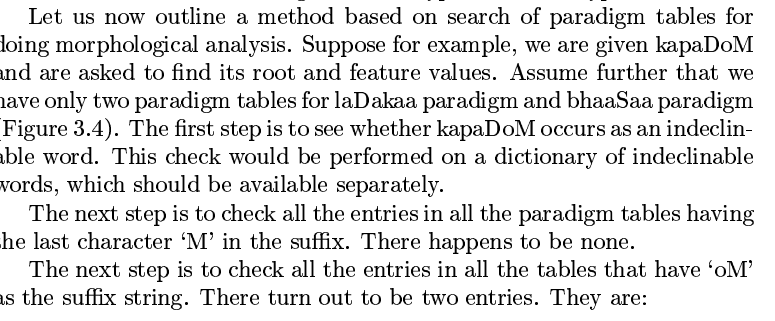 Let us now outline a method based on search of paradigm tables for
doing morphological analysis. Suppose for example, we are given kapaDoM
and are asked to find its root and feature values. Assume further that we
have only two paradigm tables for laDakaa paradigm and bhaaSaa paradigm
(Figure 3.4). The first step is to see whether kapaDoM occurs as an indeclin-
able word. This check would be performed on a dictionary of indeclinable
words, which should be available separately.
The next step is to check all the entries in all the paradigm tables having
the last character ‘M’ in the suffix. There happens to be none.
The next step is to check all the entries in all the tables that have ‘oM’
as the suffix string. There turn out to be two entries. They are: